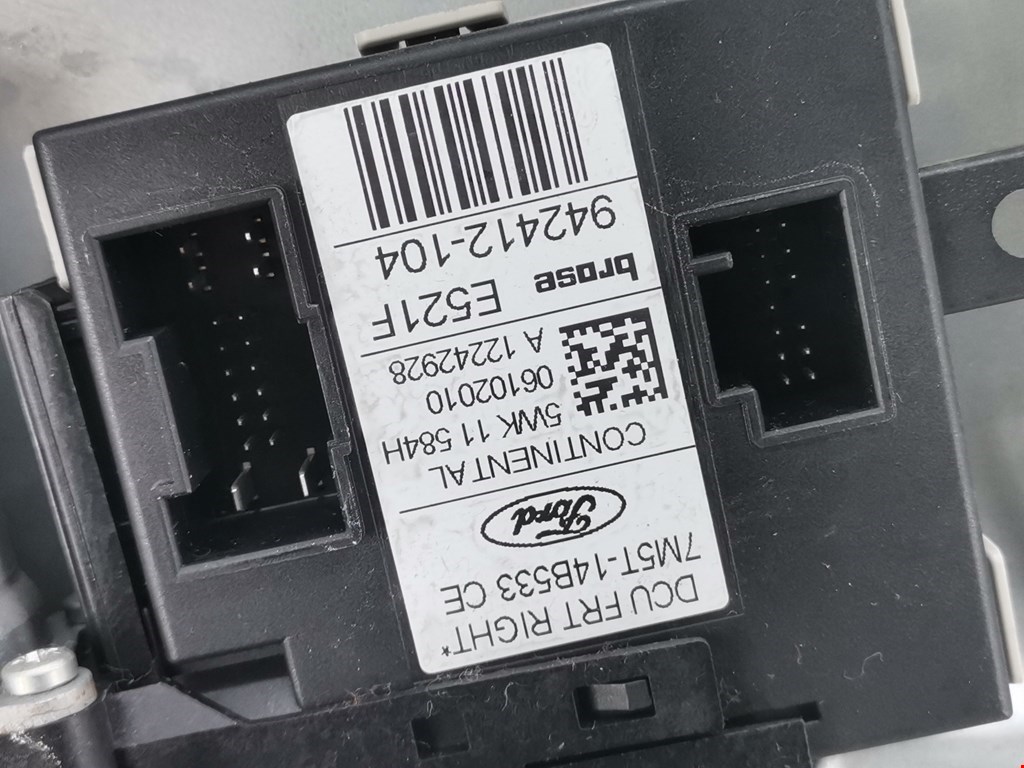 DCU FRT RIGHT*
7M5T-14B533 CE
Ford
CONTINENTAL
5WK 11 584H
06102010
A 12242928
brose E521F
942412-104